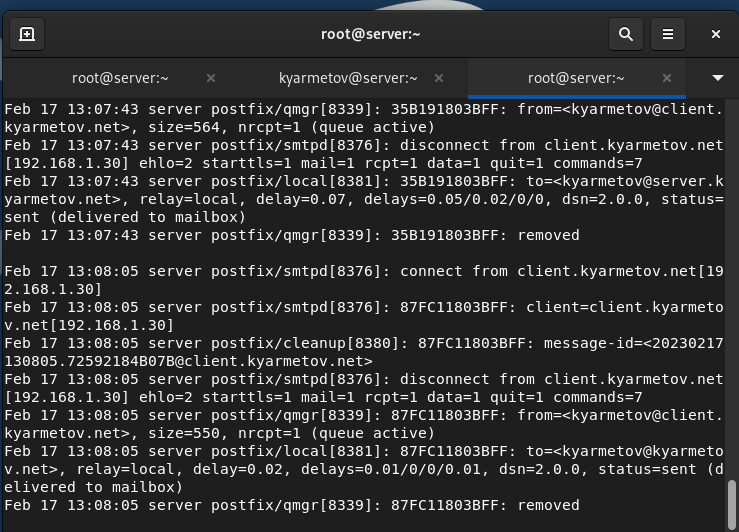 root@server:~
root@server:~
kyarmetov@server:~
root@server:~
Feb 17 13:07:43 server postfix/qmgr[8339]: 35B191803BFF: from=<kyarmetov@client.
kyarmetov.net>, size=564, nrcpt=1 (queue active)
Feb 17 13:07:43 server postfix/smtpd[8376]: disconnect from client.kyarmetov.net
[192.168.1.30] ehlo=2 starttls=1 mail=1 rcpt=1 data=1 quit=1 commands=7
Feb 17 13:07:43 server postfix/local[8381]: 35B191803BFF: to=<kyarmetov@server.k
yarmetov.net>, relay=local, delay=0.07, delays=0.05/0.02/0/0, dsn=2.0.0, status=
sent (delivered to mailbox)
Feb 17 13:07:43 server postfix/qmgr[8339]: 35B191803BFF: removed
Feb 17 13:08:05 server postfix/smtpd[8376]: connect from client.kyarmetov.net[19
2.168.1.30]
Feb 17 13:08:05 server postfix/smtpd[8376]: 87FC11803BFF: client=client.kyarmeto
v.net[192.168.1.30]
Feb 17 13:08:05 server postfix/cleanup[8380]: 87FC11803BFF: message-id=<20230217
130805.72592184B07B@client.kyarmetov.net>
Feb 17 13:08:05 server postfix/smtpd[8376]: disconnect from client.kyarmetov.net
[192.168.1.30] ehlo=2 starttls=1 mail=1 rcpt=1 data=1 quit=1 commands=7
Feb 17 13:08:05 server postfix/qmgr[8339]: 87FC11803BFF: from=<kyarmetov@client.
kyarmetov.net>, size=550, nrcpt=1 (queue active)
Feb 17 13:08:05 server postfix/local[8381]: 87FC11803BFF: to=<kyarmetov@kyarmeto
v.net>, relay=local, delay=0.02, delays=0.01/0/0/0.01, dsn=2.0.0, status=sent (d
elivered to mailbox)
Feb 17 13:08:05 server postfix/qmgr[8339]: 87FC11803BFF: removed